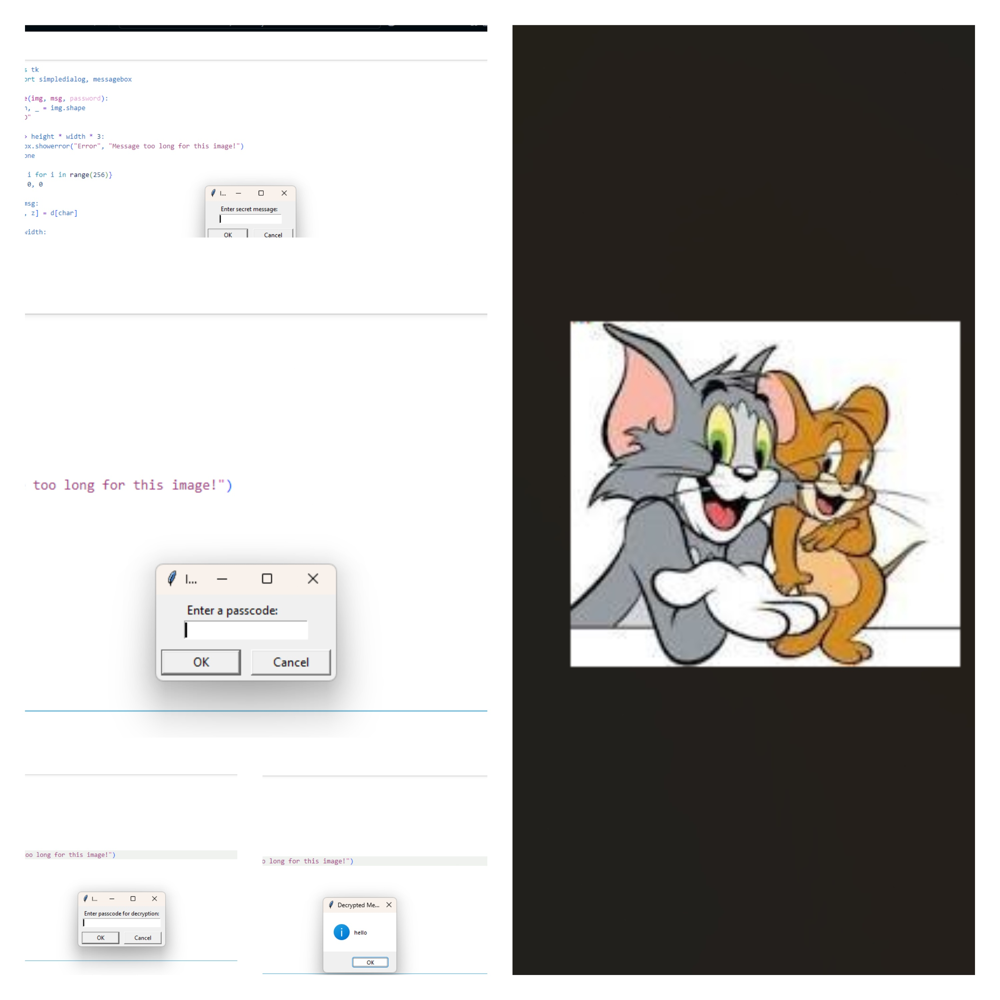 s tk
ort simpledialog, messagebox
e(img, msg, password):
h, _ = img.shape
D"
> height * width * 3:
ox.showerror("Error", "Message too long for this image!")
one
i for i in range(256)}
0, 0
msg:
, z] = d[char]
width:
I...
Enter secret message:
OK Cancel
too long for this image!")
I...
Enter a passcode:
OK Cancel
oo long for this image!")
I...
Enter passcode for decryption:
OK Cancel
o long for this image!")
Decrypted Me...
hello
OK